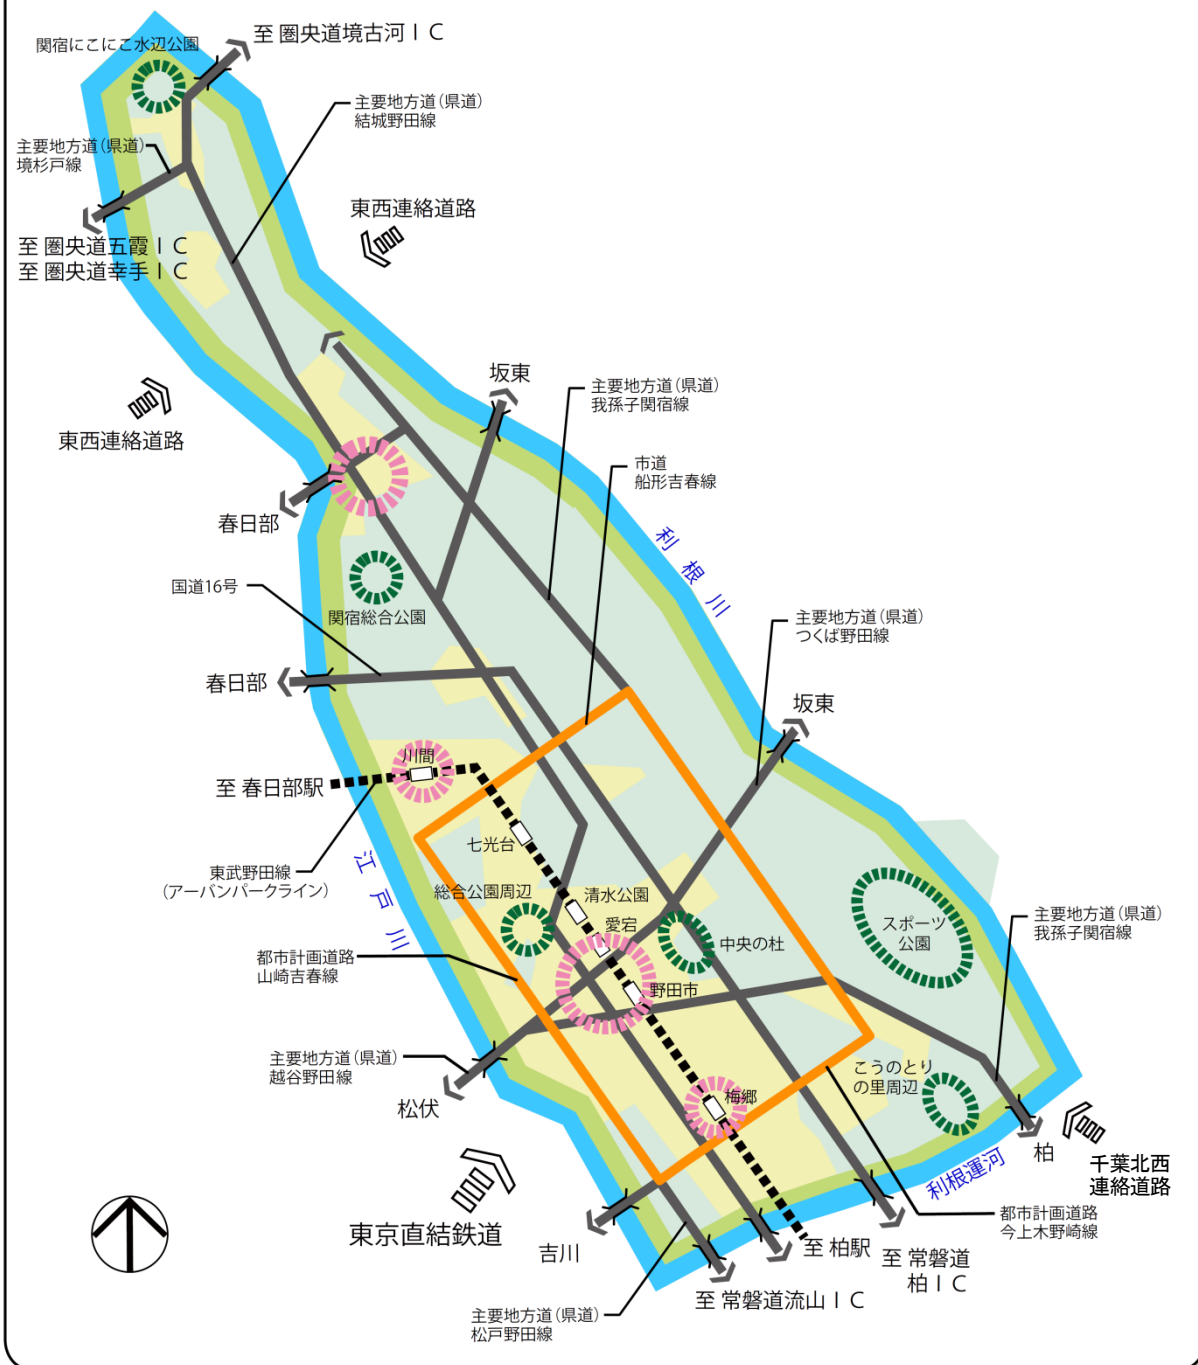 至 圏央道境古河ＩＣ
関宿にこにこ水辺公園
主要地方道（県道）
結城野田線
主要地方道（県道）
境杉戸線
東西連絡道路
至 圏央道五霞ＩＣ
至 圏央道幸手ＩＣ
坂東
主要地方道（県道）
我孫子関宿線
東西連絡道路
市道
船形吉春線
春日部
利根川
国道16号
関宿総合公園
主要地方道（県道）
つくば野田線
春日部
坂東
川間
至 春日部駅
七光台
東武野田線
（アーバンパークライン）
江戸川
総合公園周辺
清水公園
愛宕
スポーツ
公園
主要地方道（県道）
我孫子関宿線
中央の杜
都市計画道路
山崎吉春線
野田市
主要地方道（県道）
越谷野田線
こうのとり
の里周辺
梅郷
松伏
柏
千葉北西
連絡道路
利根運河
都市計画道路
今上木野崎線
東京直結鉄道
吉川
至 柏駅
至 常磐道
柏ＩＣ
至 常磐道流山ＩＣ
主要地方道（県道）
松戸野田線